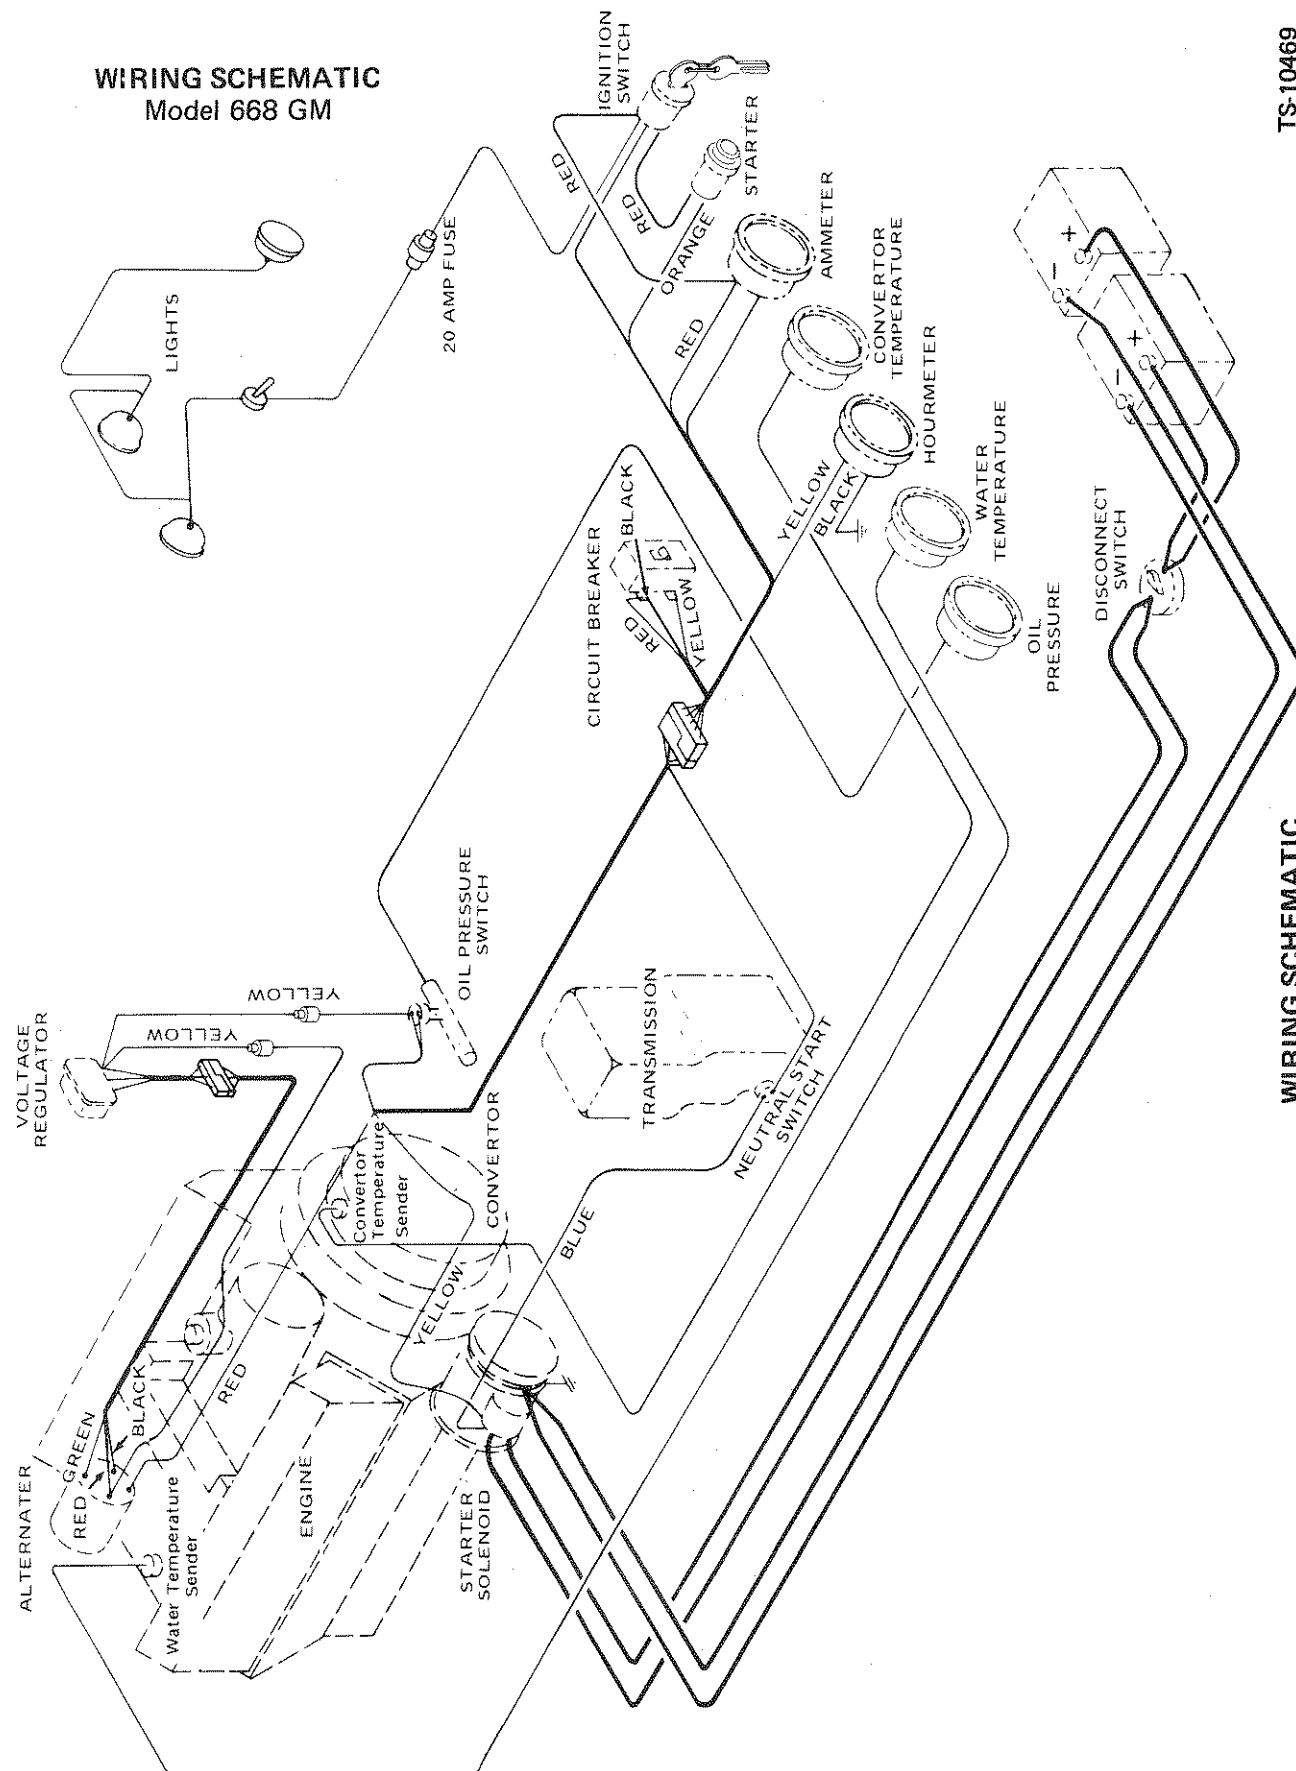 WIRING SCHEMATIC
Model 668 GM
LIGHTS
20 AMP FUSE
IGNITION
SWITCH
RED
RED
STARTER
ORANGE
RED
AMMETER
CONVERTOR
TEMPERATURE
HOURMETER
YELLOW
BLACK
WATER
TEMPERATURE
OIL
PRESSURE
CIRCUIT BREAKER
BLACK
RED
YELLOW
DISCONNECT
SWITCH
+
-
+
-
VOLTAGE
REGULATOR
YELLOW
YELLOW
OIL PRESSURE
SWITCH
TRANSMISSION
NEUTRAL START
SWITCH
CONVERTOR
Convertor
Temperature
Sender
YELLOW
BLUE
ALTERNATER
RED
GREEN
BLACK
RED
Water Temperature
Sender
ENGINE
STARTER
SOLENOID
WIRING SCHEMATIC
TS-10469